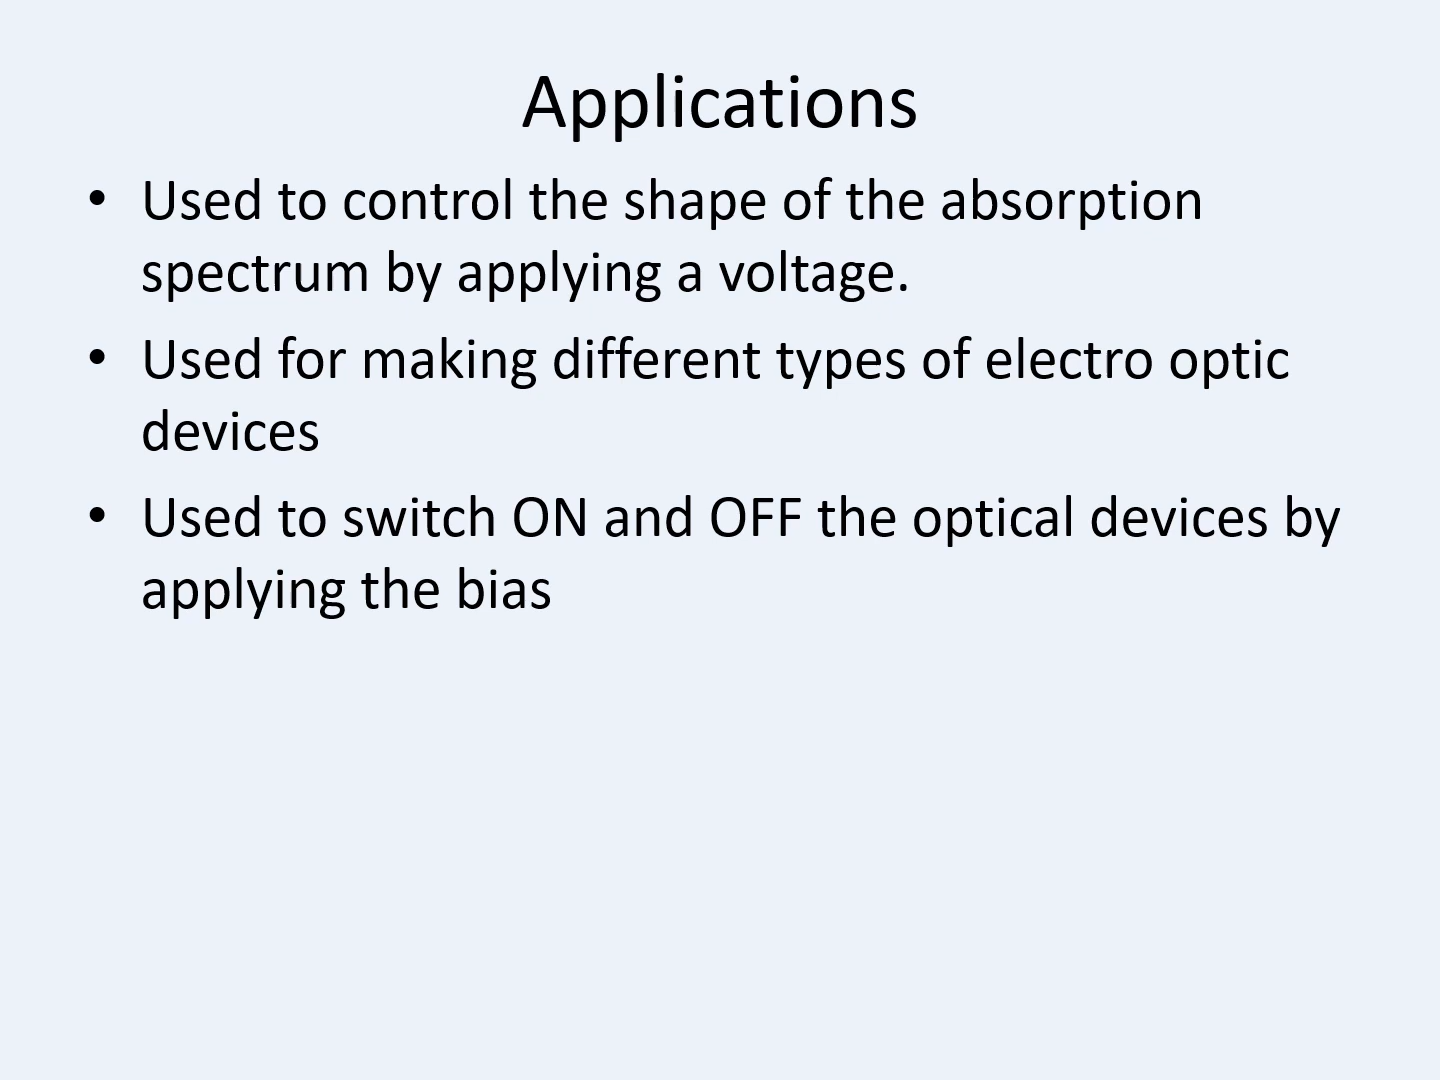 Applications
• Used to control the shape of the absorption
spectrum by applying a voltage.
• Used for making different types of electro optic
devices
• Used to switch ON and OFF the optical devices by
applying the bias